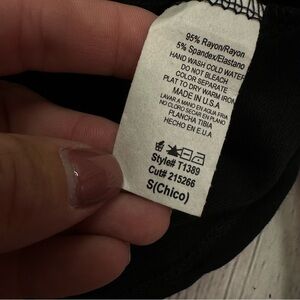 95% Rayon/Rayon
5% Spandex/Elastano
HAND WASH COLD WATER
DO NOT BLEACH
COLOR SEPARATE
PLAT TO DRY WARM IRON
MADE IN U.S.A
LAVAR A MANO EN AGUA FRIA
NO CLORO SECAR EN PLANO
PLANCHA TIBIA
HECHO EN E.U.A
Style# T1389
Cut# 215266
S(Chico)